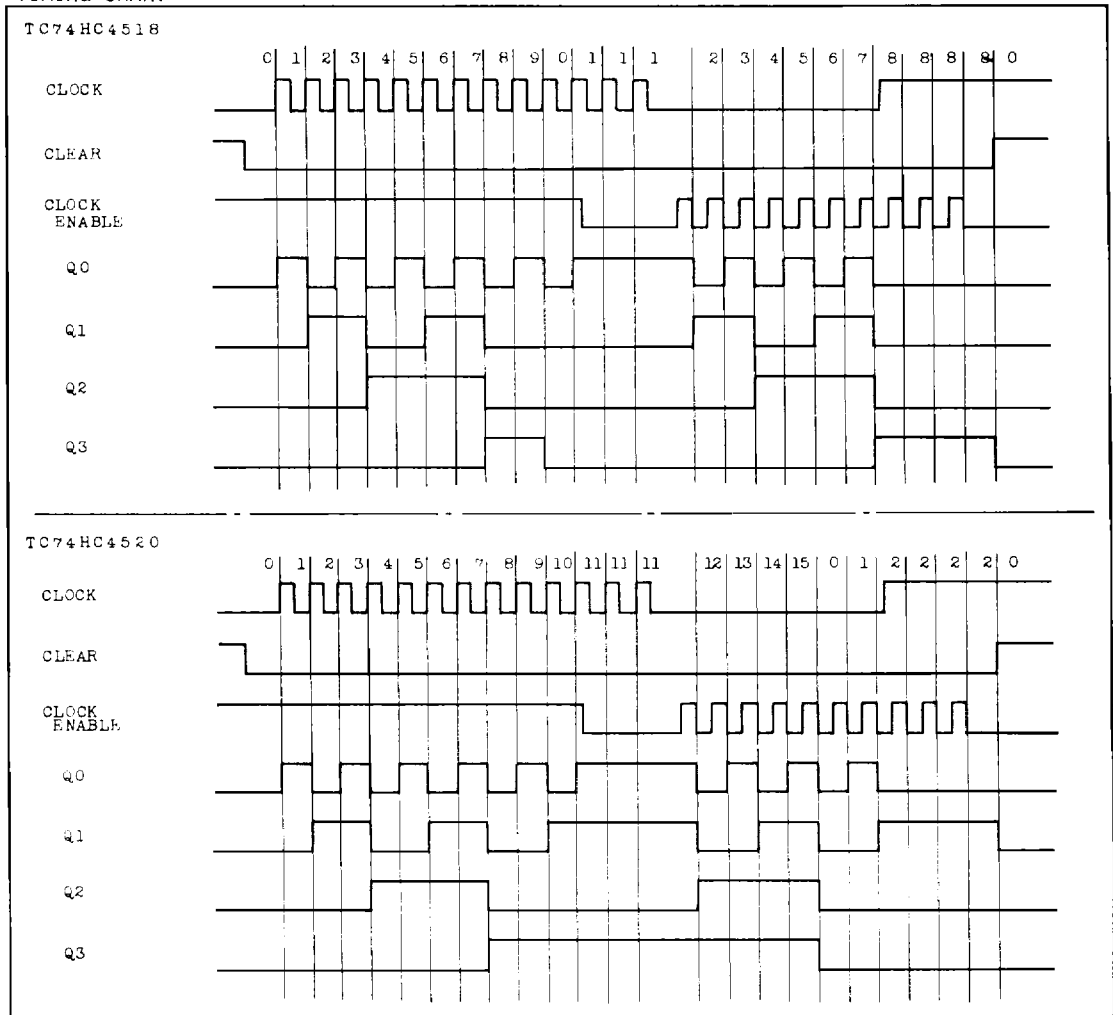 TC74HC4518
0 1 2 3 4 5 6 7 8 9 0 1 1 1 2 3 4 5 6 7 8 8 8 8 0
CLOCK
CLEAR
CLOCK
ENABLE
Q0
Q1
Q2
Q3
TC74HC4520
0 1 2 3 4 5 6 7 8 9 10 11 11 11 12 13 14 15 0 1 2 2 2 2 0
CLOCK
CLEAR
CLOCK
ENABLE
Q0
Q1
Q2
Q3